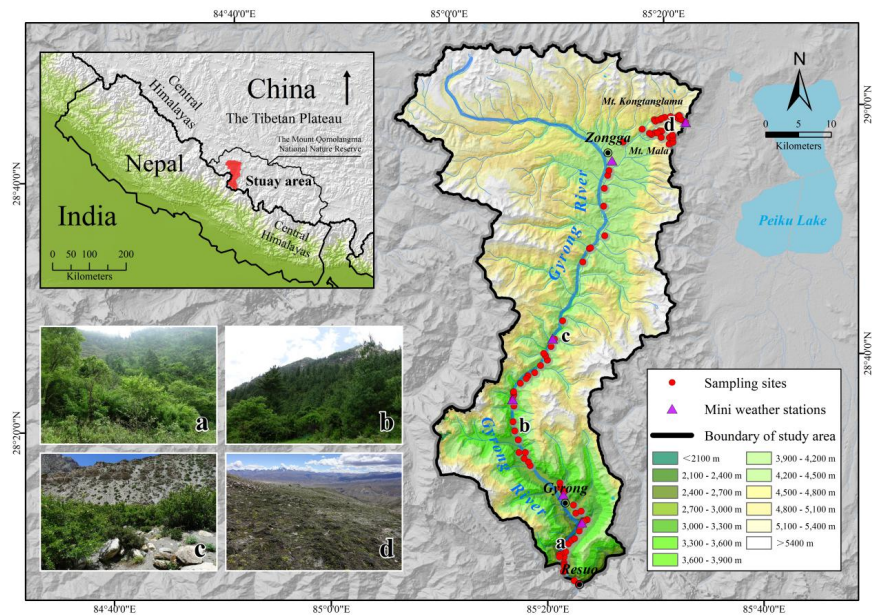 84°40'0"E
85°0'0"E
85°20'0"E
China
The Tibetan Plateau
Central Himalayas
The Mount Qomolangma
National Nature Reserve
Nepal
Stuay area
India
Central Himalayas
0 50 100 200
Kilometers
Mt. Kongtanglamu
d
Zongga
Mt. Mala
N
0 5 10
Kilometers
Peiku Lake
29°0'0"N
28°40'0"N
Gyrong River
c
28°40'0"N
a
b
c
d
28°20'0"N
b
Gyrong River
Gyrong
a
Resuo
Sampling sites
Mini weather stations
Boundary of study area
<2100 m
2,100 - 2,400 m
2,400 - 2,700 m
2,700 - 3,000 m
3,000 - 3,300 m
3,300 - 3,600 m
3,600 - 3,900 m
3,900 - 4,200 m
4,200 - 4,500 m
4,500 - 4,800 m
4,800 - 5,100 m
5,100 - 5,400 m
>5400 m
84°40'0"E
85°0'0"E
85°20'0"E
85°40'0"E